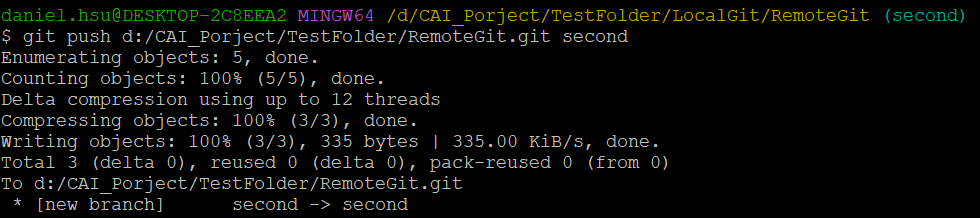 daniel.hsu@DESKTOP-2C8EEA2 MINGW64 /d/CAI_Porject/TestFolder/LocalGit/RemoteGit (second)
$ git push d:/CAI_Porject/TestFolder/RemoteGit.git second
Enumerating objects: 5, done.
Counting objects: 100% (5/5), done.
Delta compression using up to 12 threads
Compressing objects: 100% (3/3), done.
Writing objects: 100% (3/3), 335 bytes | 335.00 KiB/s, done.
Total 3 (delta 0), reused 0 (delta 0), pack-reused 0 (from 0)
To d:/CAI_Porject/TestFolder/RemoteGit.git
 * [new branch]      second -> second